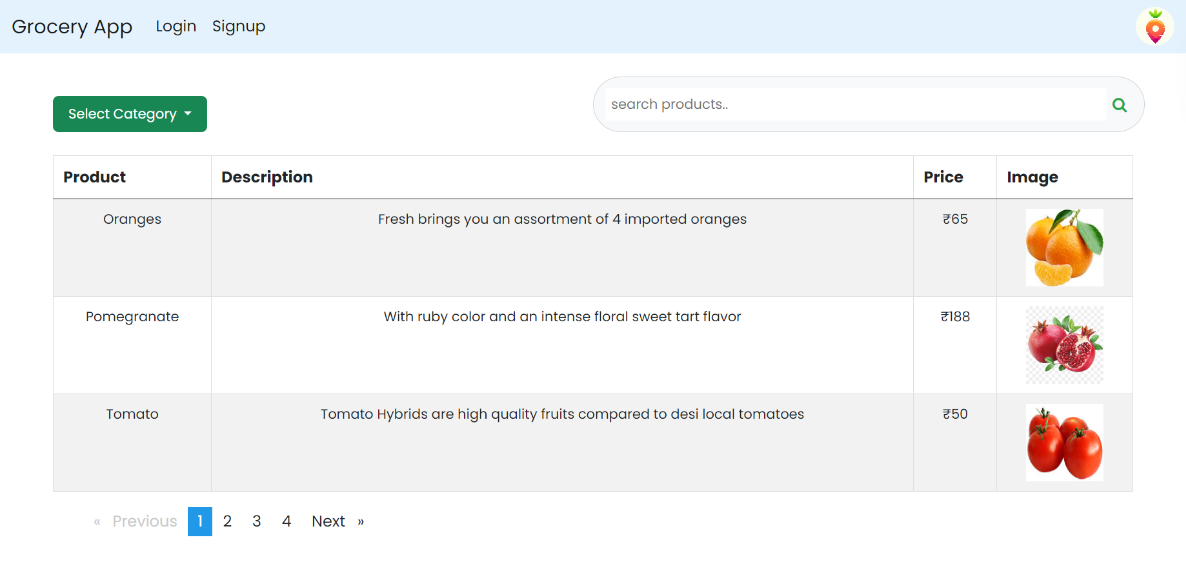 Grocery App Login Signup
Select Category
search products..
Product Description Price Image
Oranges Fresh brings you an assortment of 4 imported oranges ₹65
Pomegranate With ruby color and an intense floral sweet tart flavor ₹188
Tomato Tomato Hybrids are high quality fruits compared to desi local tomatoes ₹50
« Previous 1 2 3 4 Next »